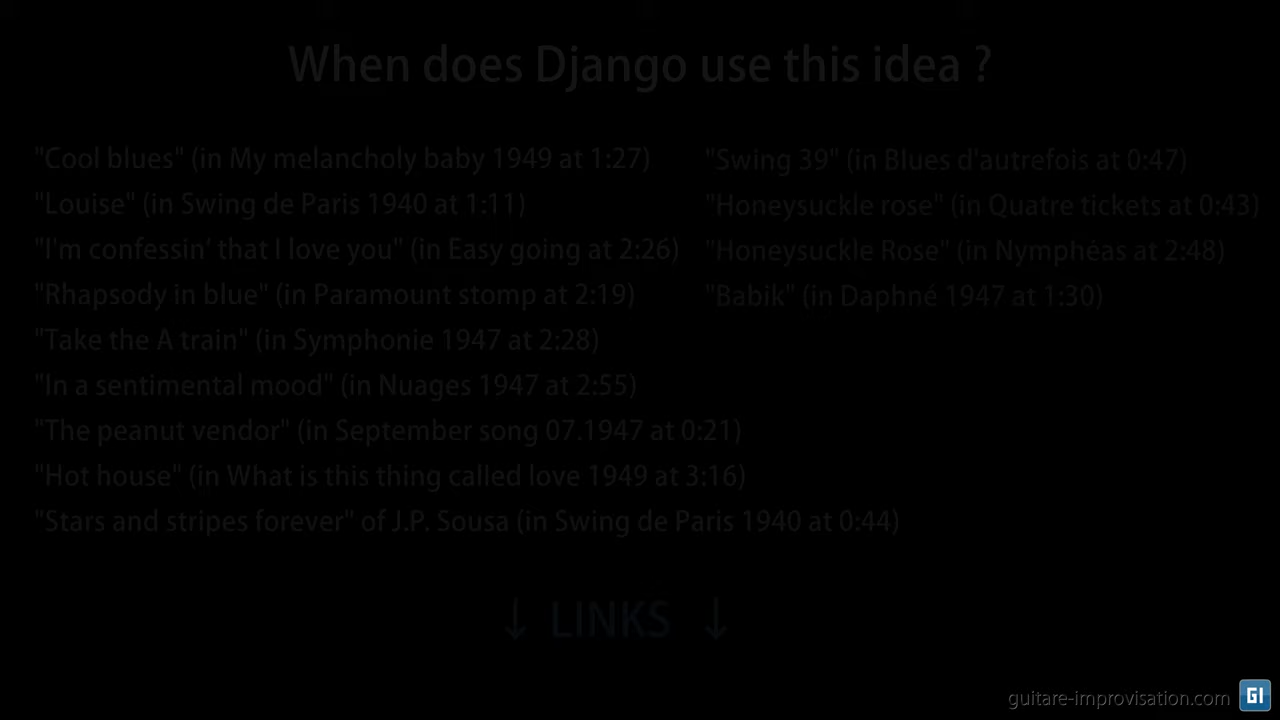 When does Django use this idea ?
"Cool blues" (in My melancholy baby 1949 at 1:27)
"Louise" (in Swing de Paris 1940 at 1:11)
"I'm confessin’ that I love you" (in Easy going at 2:26)
"Rhapsody in blue" (in Paramount stomp at 2:19)
"Take the A train" (in Symphonie 1947 at 2:28)
"In a sentimental mood" (in Nuages 1947 at 2:55)
"The peanut vendor" (in September song 07.1947 at 0:21)
"Hot house" (in What is this thing called love 1949 at 3:16)
"Stars and stripes forever" of J.P. Sousa (in Swing de Paris 1940 at 0:44)
"Swing 39" (in Blues d'autrefois at 0:47)
"Honeysuckle rose" (in Quatre tickets at 0:43)
"Honeysuckle Rose" (in Nymphéas at 2:48)
"Babik" (in Daphné 1947 at 1:30)
↓ LINKS ↓
guitare-improvisation.com GI